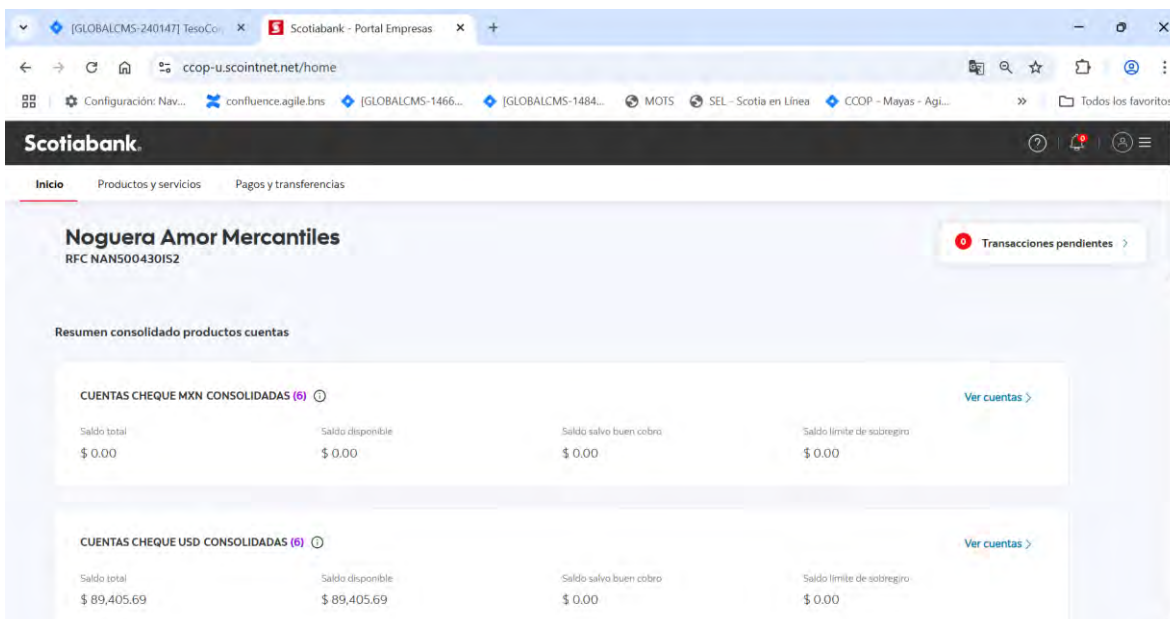 [GLOBALCMS-240147] TesoCo
Scotiabank - Portal Empresas
ccop-u.scointnet.net/home
Configuración: Nav...
confluence.agile.bns
[GLOBALCMS-1466...
[GLOBALCMS-1484...
MOTS
SEL - Scotia en Línea
CCOP - Mayas - Agi...
Todos los favoritos
Scotiabank.
Inicio
Productos y servicios
Pagos y transferencias
Noguera Amor Mercantiles
RFC NAN500430IS2
0 Transacciones pendientes
Resumen consolidado productos cuentas
CUENTAS CHEQUE MXN CONSOLIDADAS (6)
Ver cuentas
Saldo total
Saldo disponible
Saldo salvo buen cobro
Saldo límite de sobregiro
$ 0.00
$ 0.00
$ 0.00
$ 0.00
CUENTAS CHEQUE USD CONSOLIDADAS (6)
Ver cuentas
Saldo total
Saldo disponible
Saldo salvo buen cobro
Saldo límite de sobregiro
$ 89,405.69
$ 89,405.69
$ 0.00
$ 0.00